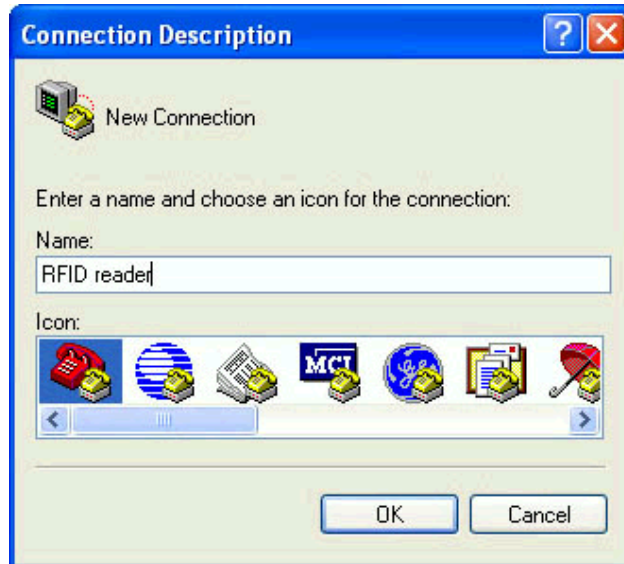 Connection Description
New Connection
Enter a name and choose an icon for the connection:
Name:
RFID reader
Icon:
MCI
OK
Cancel